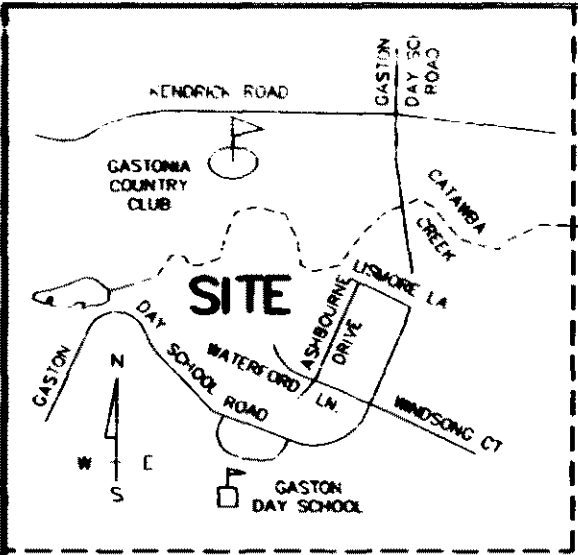 KENDRICK ROAD
GASTON
DAY SC
ROAD
GASTONIA
COUNTRY
CLUB
CATAWBA
CREEK
SITE
LISMORE LA
ASHBOURNE
DRIVE
GASTON
DAY SCHOOL ROAD
WATERFORD LN.
WINDSONG CT
N
W E
S
GASTON
DAY SCHOOL